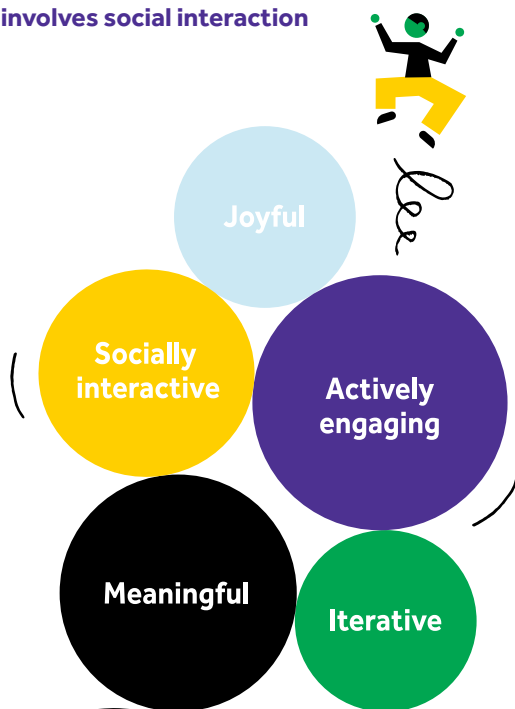 involves social interaction
Joyful
Socially
interactive
Actively
engaging
Meaningful
Iterative